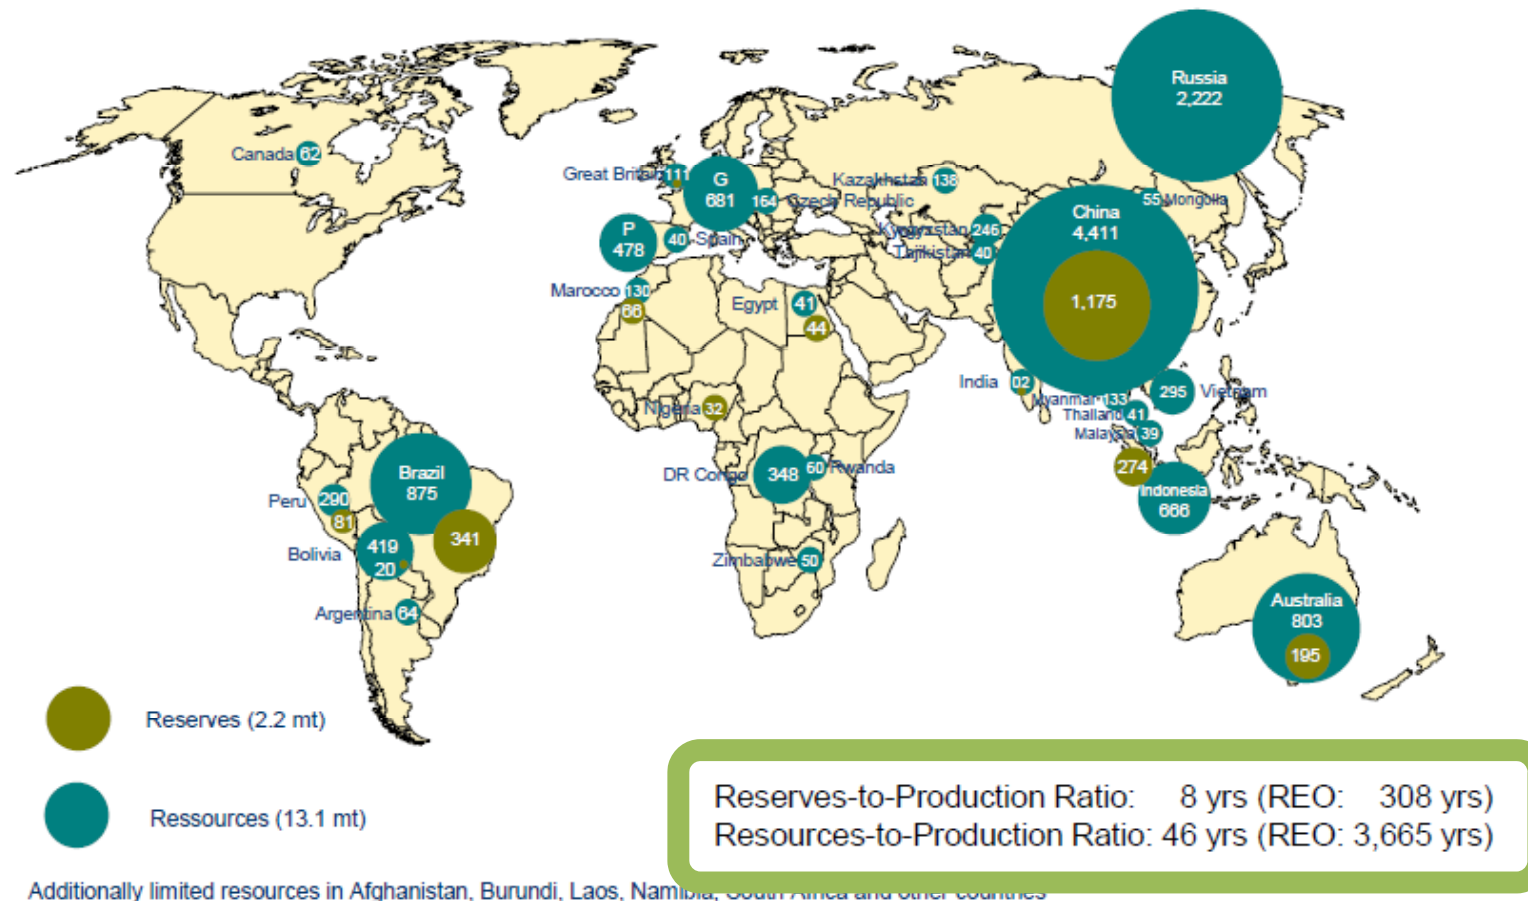 Russia
2,222
Canada 62
Great Britain 111
G
681
164 Czech Republic
Kazakhstan 138
55 Mongolia
China
4,411
1,175
Kyrgyzstan 246
Tajikistan 40
P
478
40 Spain
Marocco 130
66
Egypt 41
44
India 02
Myanmar 133
295 Vietnam
Thailand 41
Malaysia 39
274
Indonesia
666
Nigeria 32
DR Congo 348
60 Rwanda
Zimbabwe 50
Brazil
875
341
Peru 290
81
Bolivia 419
20
Argentina 64
Australia
803
195
Reserves (2.2 mt)
Ressources (13.1 mt)
Reserves-to-Production Ratio: 8 yrs (REO: 308 yrs)
Resources-to-Production Ratio: 46 yrs (REO: 3,665 yrs)
Additionally limited resources in Afghanistan, Burundi, Laos, Namibia, South Africa and other countries